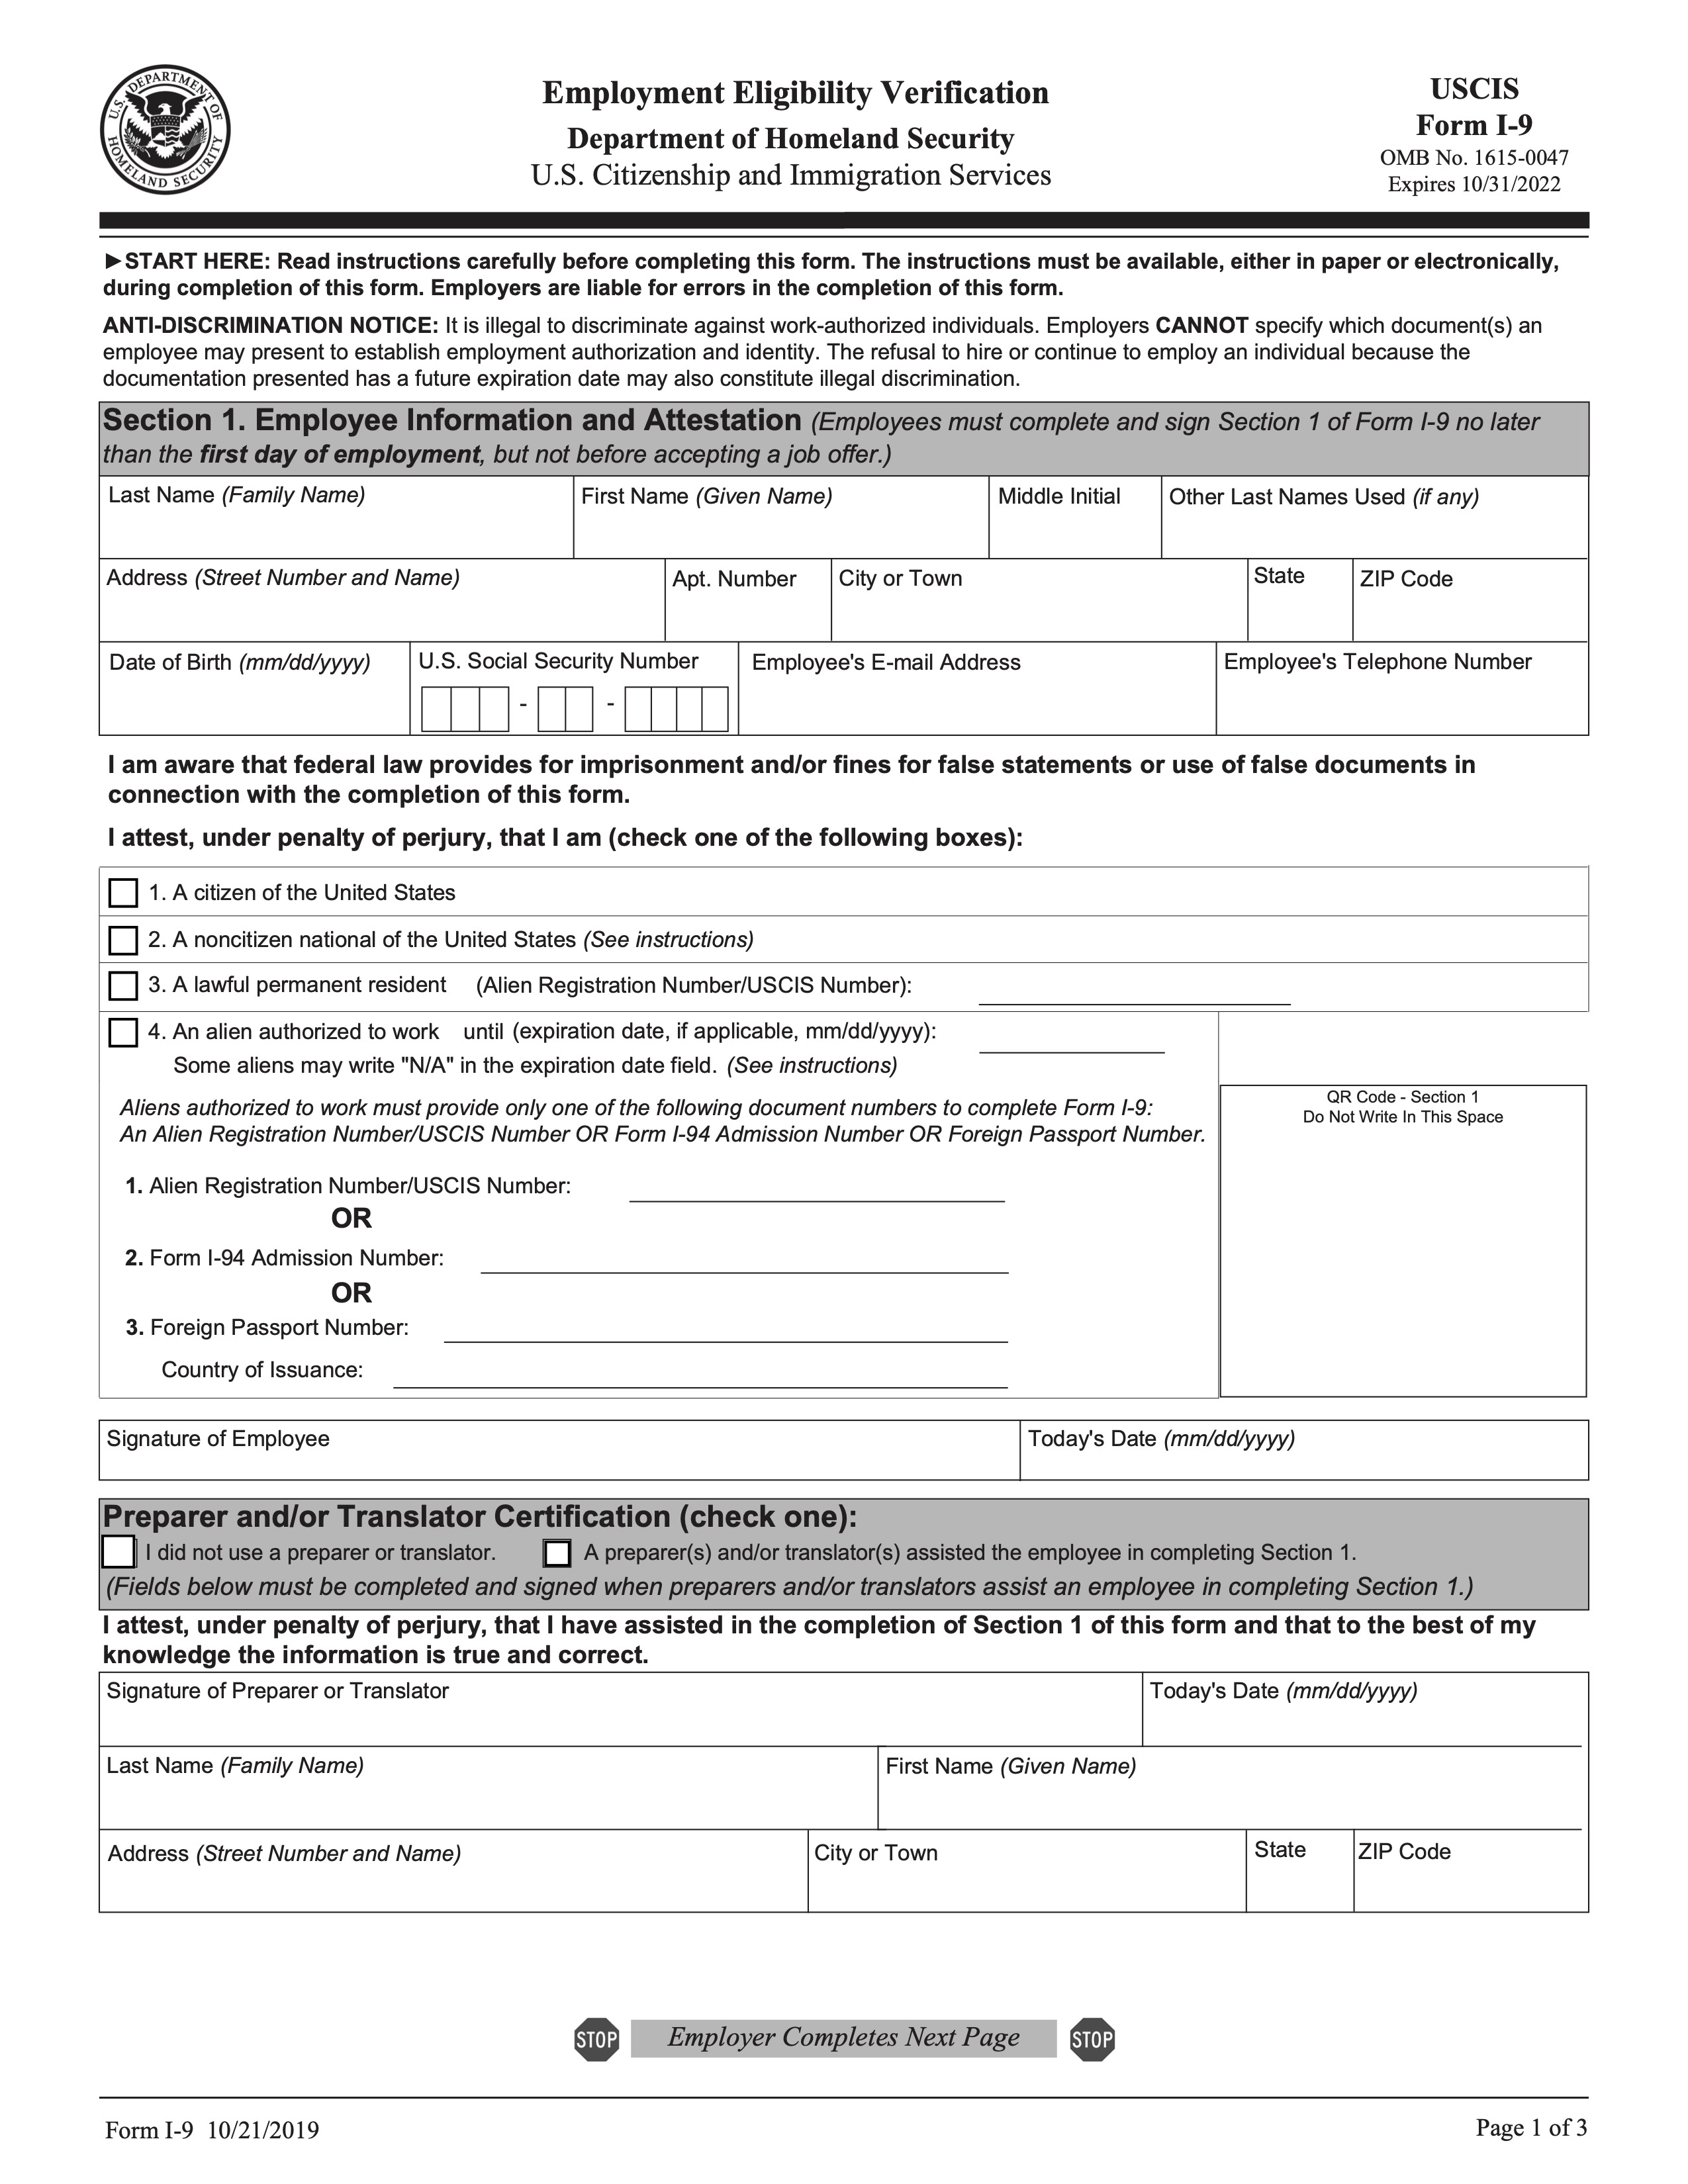 U.S. DEPARTMENT OF HOMELAND SECURITY
Employment Eligibility Verification
Department of Homeland Security
U.S. Citizenship and Immigration Services
USCIS
Form I-9
OMB No. 1615-0047
Expires 10/31/2022
►START HERE: Read instructions carefully before completing this form. The instructions must be available, either in paper or electronically,
during completion of this form. Employers are liable for errors in the completion of this form.
ANTI-DISCRIMINATION NOTICE: It is illegal to discriminate against work-authorized individuals. Employers CANNOT specify which document(s) an
employee may present to establish employment authorization and identity. The refusal to hire or continue to employ an individual because the
documentation presented has a future expiration date may also constitute illegal discrimination.
Section 1. Employee Information and Attestation (Employees must complete and sign Section 1 of Form I-9 no later
than the first day of employment, but not before accepting a job offer.)
Last Name (Family Name) First Name (Given Name) Middle Initial Other Last Names Used (if any)
Address (Street Number and Name) Apt. Number City or Town State ZIP Code
Date of Birth (mm/dd/yyyy) U.S. Social Security Number Employee's E-mail Address Employee's Telephone Number
- -
I am aware that federal law provides for imprisonment and/or fines for false statements or use of false documents in
connection with the completion of this form.
I attest, under penalty of perjury, that I am (check one of the following boxes):
1. A citizen of the United States
2. A noncitizen national of the United States (See instructions)
3. A lawful permanent resident (Alien Registration Number/USCIS Number):
4. An alien authorized to work until (expiration date, if applicable, mm/dd/yyyy):
Some aliens may write "N/A" in the expiration date field. (See instructions)
Aliens authorized to work must provide only one of the following document numbers to complete Form I-9:
An Alien Registration Number/USCIS Number OR Form I-94 Admission Number OR Foreign Passport Number.
1. Alien Registration Number/USCIS Number:
OR
2. Form I-94 Admission Number:
OR
3. Foreign Passport Number:
Country of Issuance:
QR Code - Section 1
Do Not Write In This Space
Signature of Employee Today's Date (mm/dd/yyyy)
Preparer and/or Translator Certification (check one):
I did not use a preparer or translator. A preparer(s) and/or translator(s) assisted the employee in completing Section 1.
(Fields below must be completed and signed when preparers and/or translators assist an employee in completing Section 1.)
I attest, under penalty of perjury, that I have assisted in the completion of Section 1 of this form and that to the best of my
knowledge the information is true and correct.
Signature of Preparer or Translator Today's Date (mm/dd/yyyy)
Last Name (Family Name) First Name (Given Name)
Address (Street Number and Name) City or Town State ZIP Code
STOP Employer Completes Next Page STOP
Form I-9 10/21/2019 Page 1 of 3